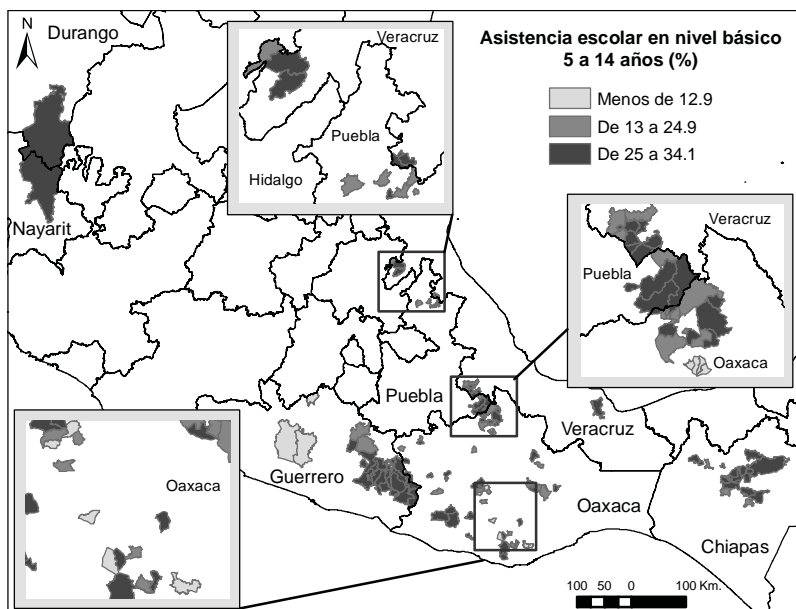 N
Durango
Nayarit
Veracruz
Puebla
Hidalgo
Asistencia escolar en nivel básico
5 a 14 años (%)
Menos de 12.9
De 13 a 24.9
De 25 a 34.1
Veracruz
Puebla
Oaxaca
Puebla
Veracruz
Guerrero
Oaxaca
Chiapas
Oaxaca
100 50 0 100 Km.